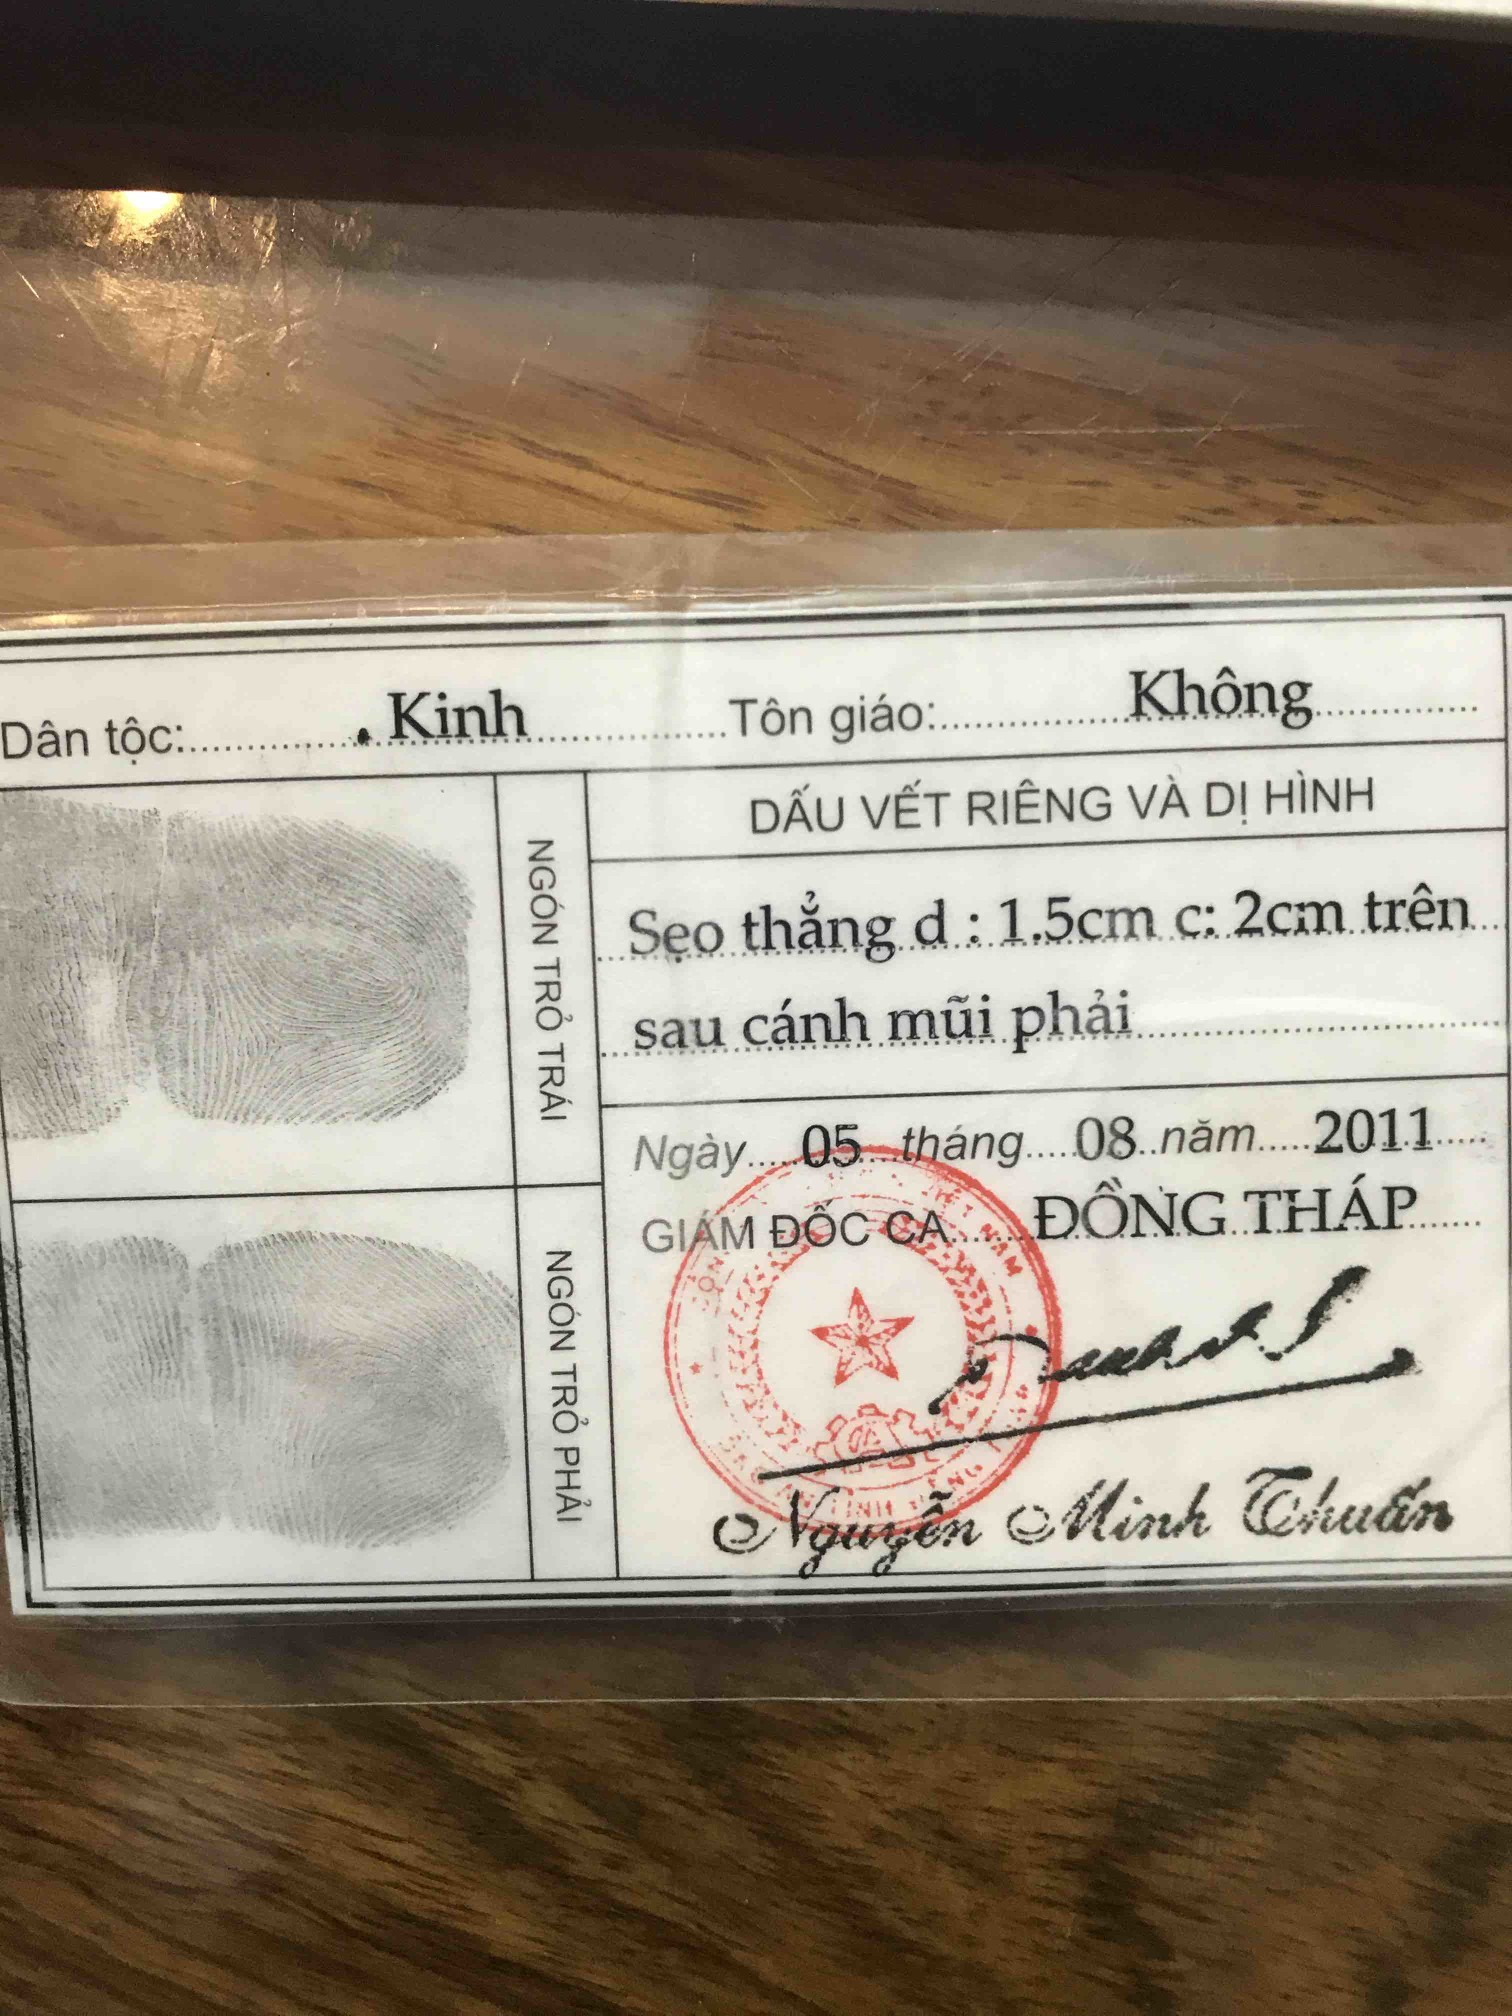 Dân tộc: Kinh Tôn giáo: Không
NGÓN TRỎ TRÁI
NGÓN TRỎ PHẢI
DẤU VẾT RIÊNG VÀ DỊ HÌNH
Sẹo thẳng d : 1.5cm c: 2cm trên
sau cánh mũi phải
Ngày 05 tháng 08 năm 2011
GIÁM ĐỐC CA ĐỒNG THÁP
Nguyễn Minh Thuấn